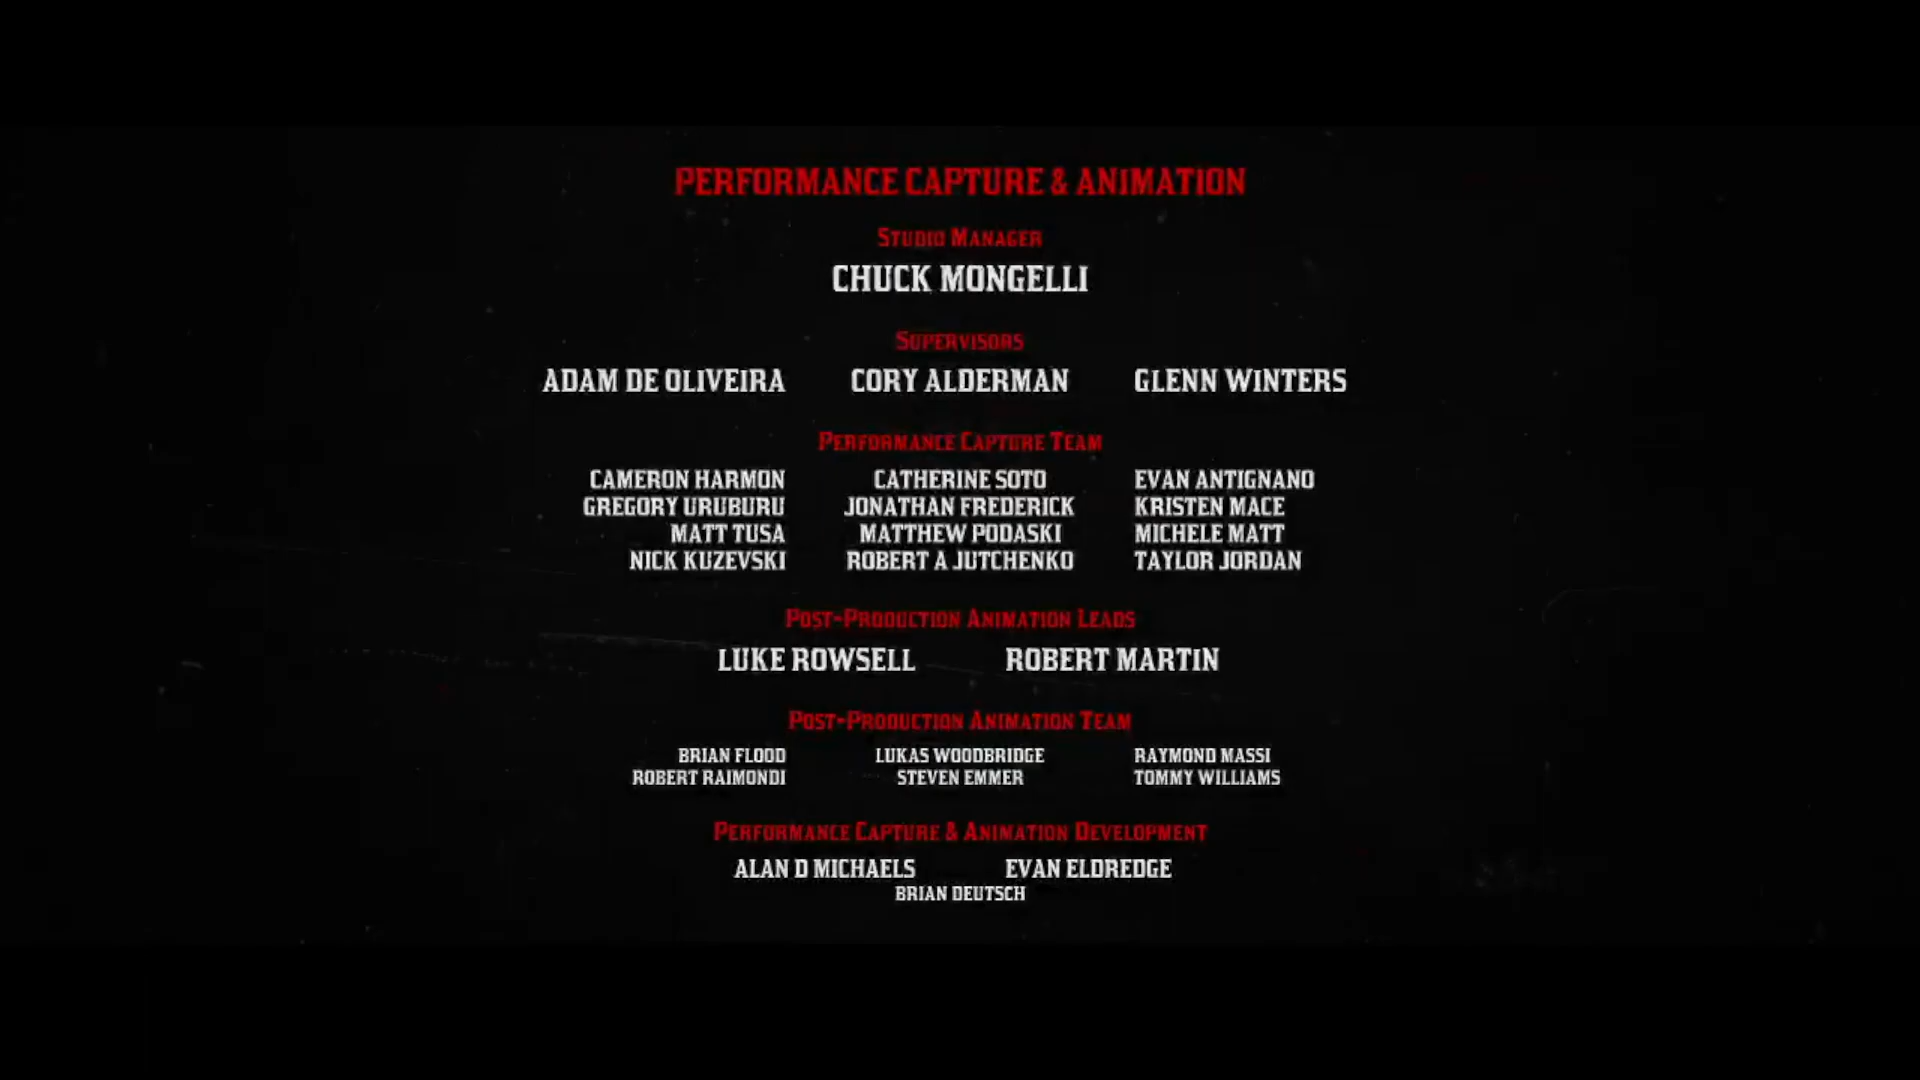 PERFORMANCE CAPTURE & ANIMATION
STUDIO MANAGER
CHUCK MONGELLI
SUPERVISORS
ADAM DE OLIVEIRA CORY ALDERMAN GLENN WINTERS
PERFORMANCE CAPTURE TEAM
CAMERON HARMON CATHERINE SOTO EVAN ANTIGNANO
GREGORY URUBURU JONATHAN FREDERICK KRISTEN MACE
MATT TUSA MATTHEW PODASKI MICHELE MATT
NICK KUZEVSKI ROBERT A JUTCHENKO TAYLOR JORDAN
POST-PRODUCTION ANIMATION LEADS
LUKE ROWSELL ROBERT MARTIN
POST-PRODUCTION ANIMATION TEAM
BRIAN FLOOD LUKAS WOODBRIDGE RAYMOND MASSI
ROBERT RAIMONDI STEVEN EMMER TOMMY WILLIAMS
PERFORMANCE CAPTURE & ANIMATION DEVELOPMENT
ALAN D MICHAELS EVAN ELDREDGE
BRIAN DEUTSCH